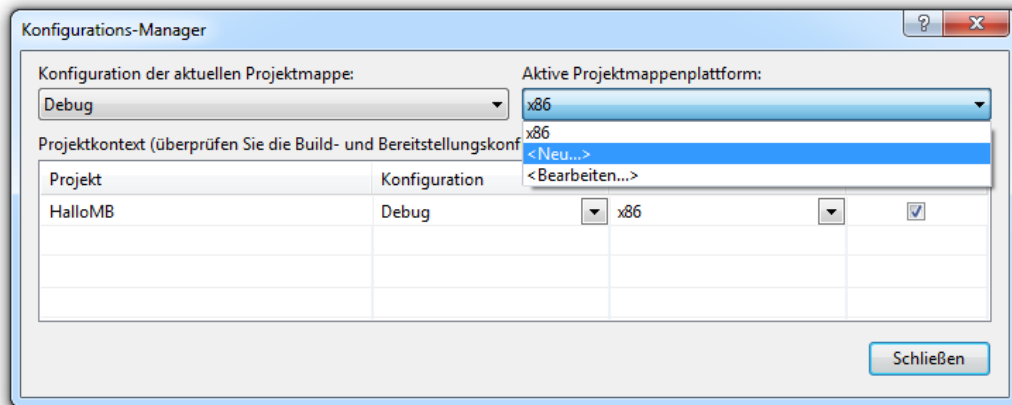 Konfigurations-Manager
Konfiguration der aktuellen Projektmappe:
Aktive Projektmappenplattform:
Debug
x86
x86
<Neu...>
<Bearbeiten...>
Projektkontext (überprüfen Sie die Build- und Bereitstellungskonf
Projekt
Konfiguration
HalloMB
Debug
x86
Schließen